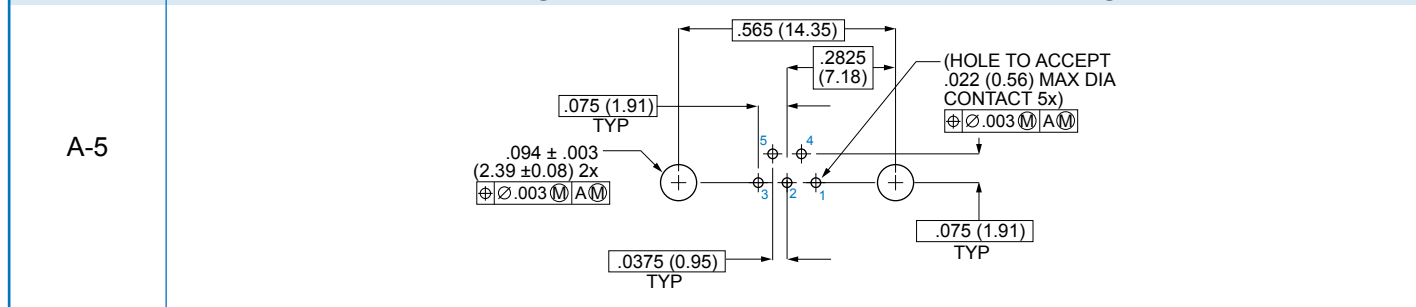 .565 (14.35)
.2825
(7.18)
(HOLE TO ACCEPT
.022 (0.56) MAX DIA
CONTACT 5x)
⌖ Ø.003 Ⓜ A Ⓜ
.075 (1.91)
TYP
A-5
.094 ± .003
(2.39 ±0.08) 2x
⌖ Ø.003 Ⓜ A Ⓜ
5 4
3 2 1
.075 (1.91)
TYP
.0375 (0.95)
TYP